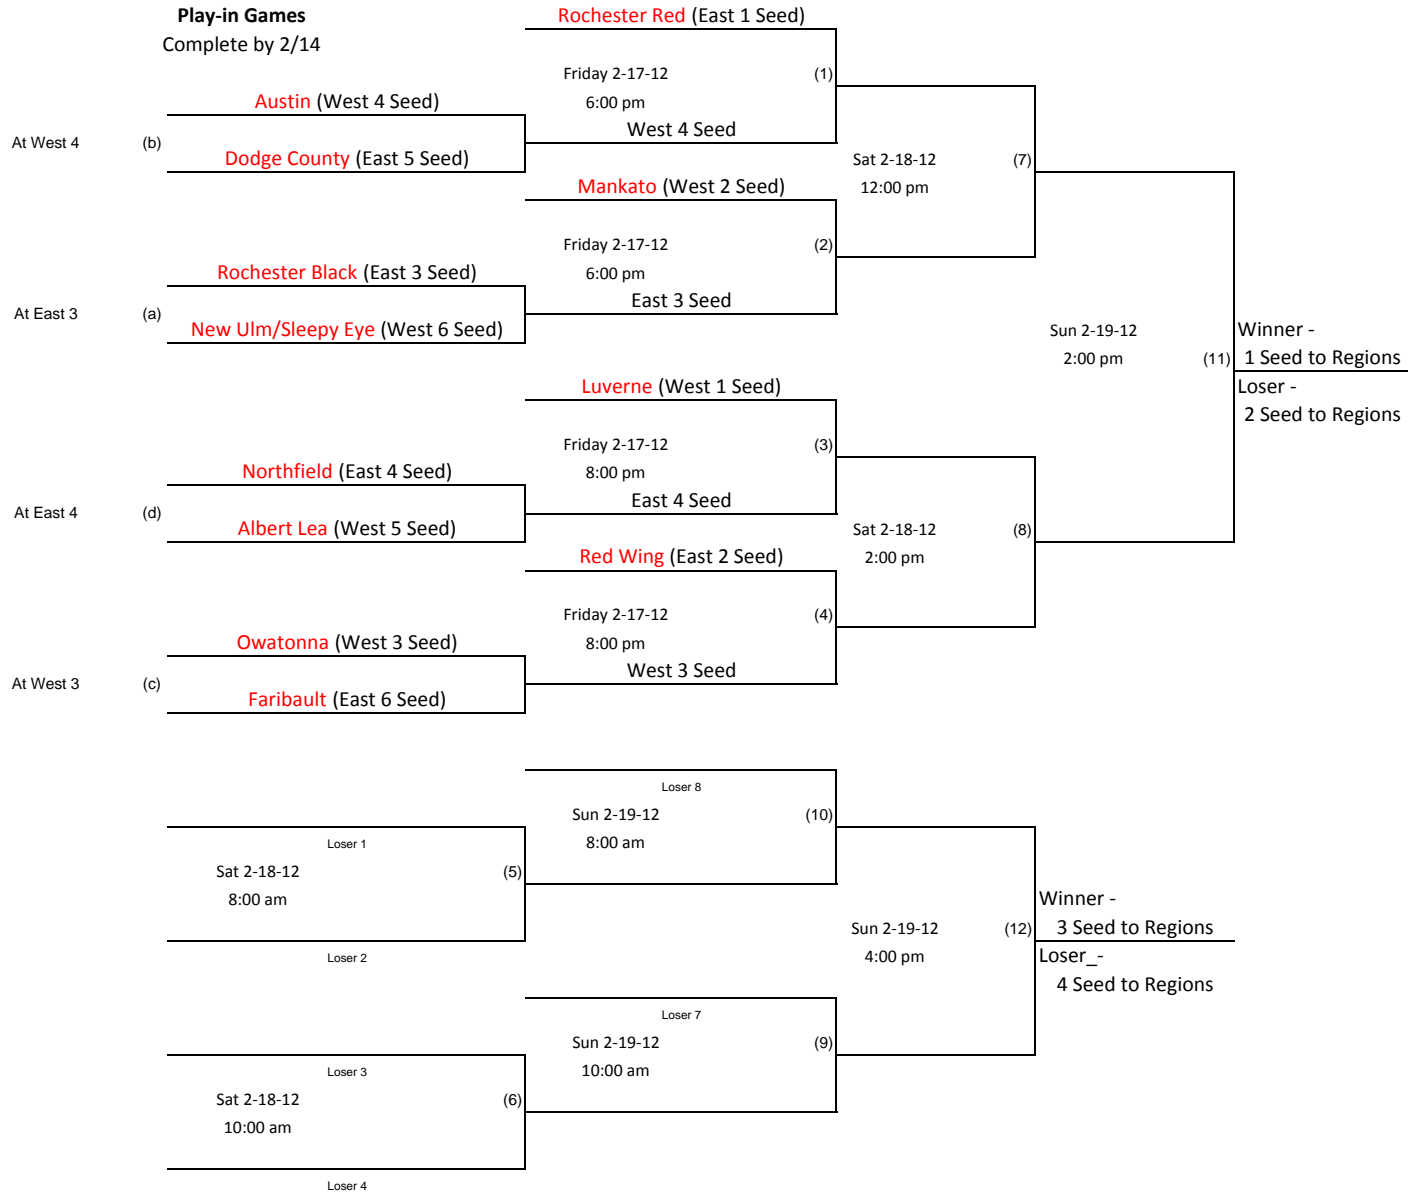 Play-in Games
Complete by 2/14
Rochester Red (East 1 Seed)
Friday 2-17-12 (1)
6:00 pm
Austin (West 4 Seed)
West 4 Seed
At West 4 (b)
Dodge County (East 5 Seed)
Sat 2-18-12 (7)
12:00 pm
Mankato (West 2 Seed)
Friday 2-17-12 (2)
6:00 pm
Rochester Black (East 3 Seed)
East 3 Seed
At East 3 (a)
New Ulm/Sleepy Eye (West 6 Seed)
Sun 2-19-12
2:00 pm (11)
Winner -
1 Seed to Regions
Loser -
2 Seed to Regions
Luverne (West 1 Seed)
Friday 2-17-12 (3)
8:00 pm
Northfield (East 4 Seed)
East 4 Seed
At East 4 (d)
Albert Lea (West 5 Seed)
Sat 2-18-12 (8)
2:00 pm
Red Wing (East 2 Seed)
Friday 2-17-12 (4)
8:00 pm
Owatonna (West 3 Seed)
West 3 Seed
At West 3 (c)
Faribault (East 6 Seed)
Loser 8
Sun 2-19-12 (10)
8:00 am
Loser 1
Sat 2-18-12 (5)
8:00 am
Loser 2
Sun 2-19-12 (12)
4:00 pm
Winner -
3 Seed to Regions
Loser_-
4 Seed to Regions
Loser 7
Sun 2-19-12 (9)
10:00 am
Loser 3
Sat 2-18-12 (6)
10:00 am
Loser 4